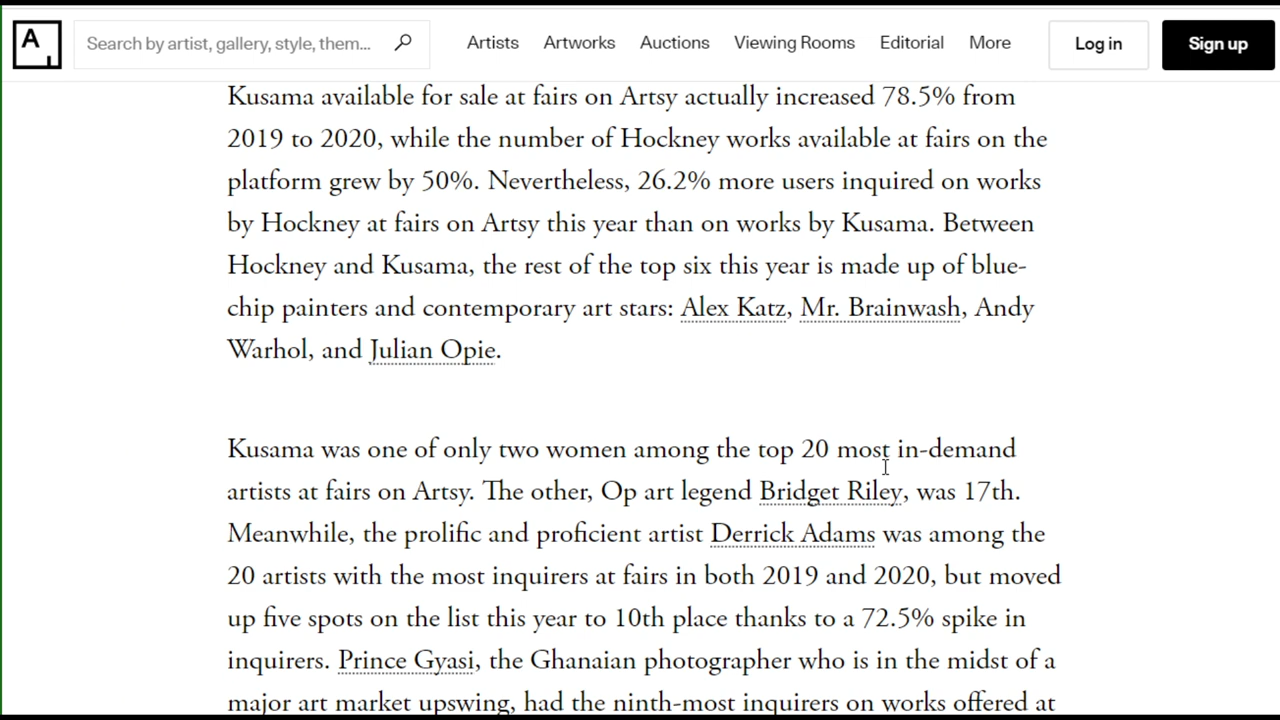 A
Search by artist, gallery, style, them...
Artists
Artworks
Auctions
Viewing Rooms
Editorial
More
Log in
Sign up
Kusama available for sale at fairs on Artsy actually increased 78.5% from
2019 to 2020, while the number of Hockney works available at fairs on the
platform grew by 50%. Nevertheless, 26.2% more users inquired on works
by Hockney at fairs on Artsy this year than on works by Kusama. Between
Hockney and Kusama, the rest of the top six this year is made up of blue-
chip painters and contemporary art stars: Alex Katz, Mr. Brainwash, Andy
Warhol, and Julian Opie.
Kusama was one of only two women among the top 20 most in-demand
artists at fairs on Artsy. The other, Op art legend Bridget Riley, was 17th.
Meanwhile, the prolific and proficient artist Derrick Adams was among the
20 artists with the most inquirers at fairs in both 2019 and 2020, but moved
up five spots on the list this year to 10th place thanks to a 72.5% spike in
inquirers. Prince Gyasi, the Ghanaian photographer who is in the midst of a
major art market upswing, had the ninth-most inquirers on works offered at